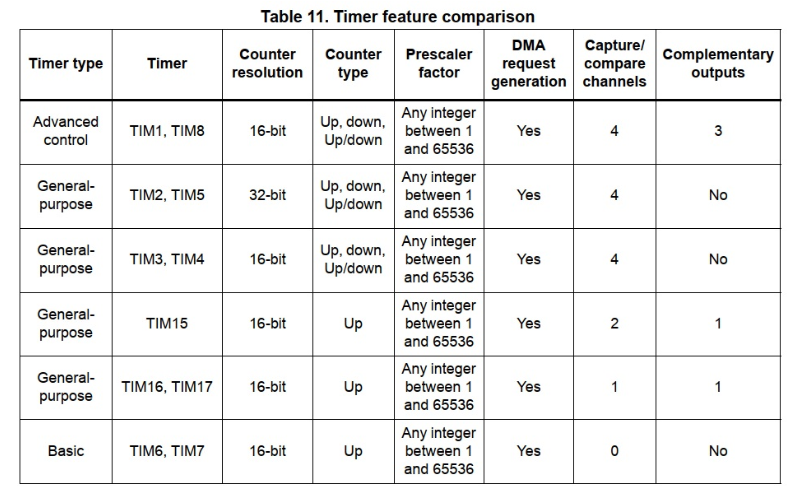 Table 11. Timer feature comparison
Timer type
Timer
Counter
resolution
Counter
type
Prescaler
factor
DMA
request
generation
Capture/
compare
channels
Complementary
outputs
Advanced
control
TIM1, TIM8
16-bit
Up, down,
Up/down
Any integer
between 1
and 65536
Yes
4
3
General-
purpose
TIM2, TIM5
32-bit
Up, down,
Up/down
Any integer
between 1
and 65536
Yes
4
No
General-
purpose
TIM3, TIM4
16-bit
Up, down,
Up/down
Any integer
between 1
and 65536
Yes
4
No
General-
purpose
TIM15
16-bit
Up
Any integer
between 1
and 65536
Yes
2
1
General-
purpose
TIM16, TIM17
16-bit
Up
Any integer
between 1
and 65536
Yes
1
1
Basic
TIM6, TIM7
16-bit
Up
Any integer
between 1
and 65536
Yes
0
No